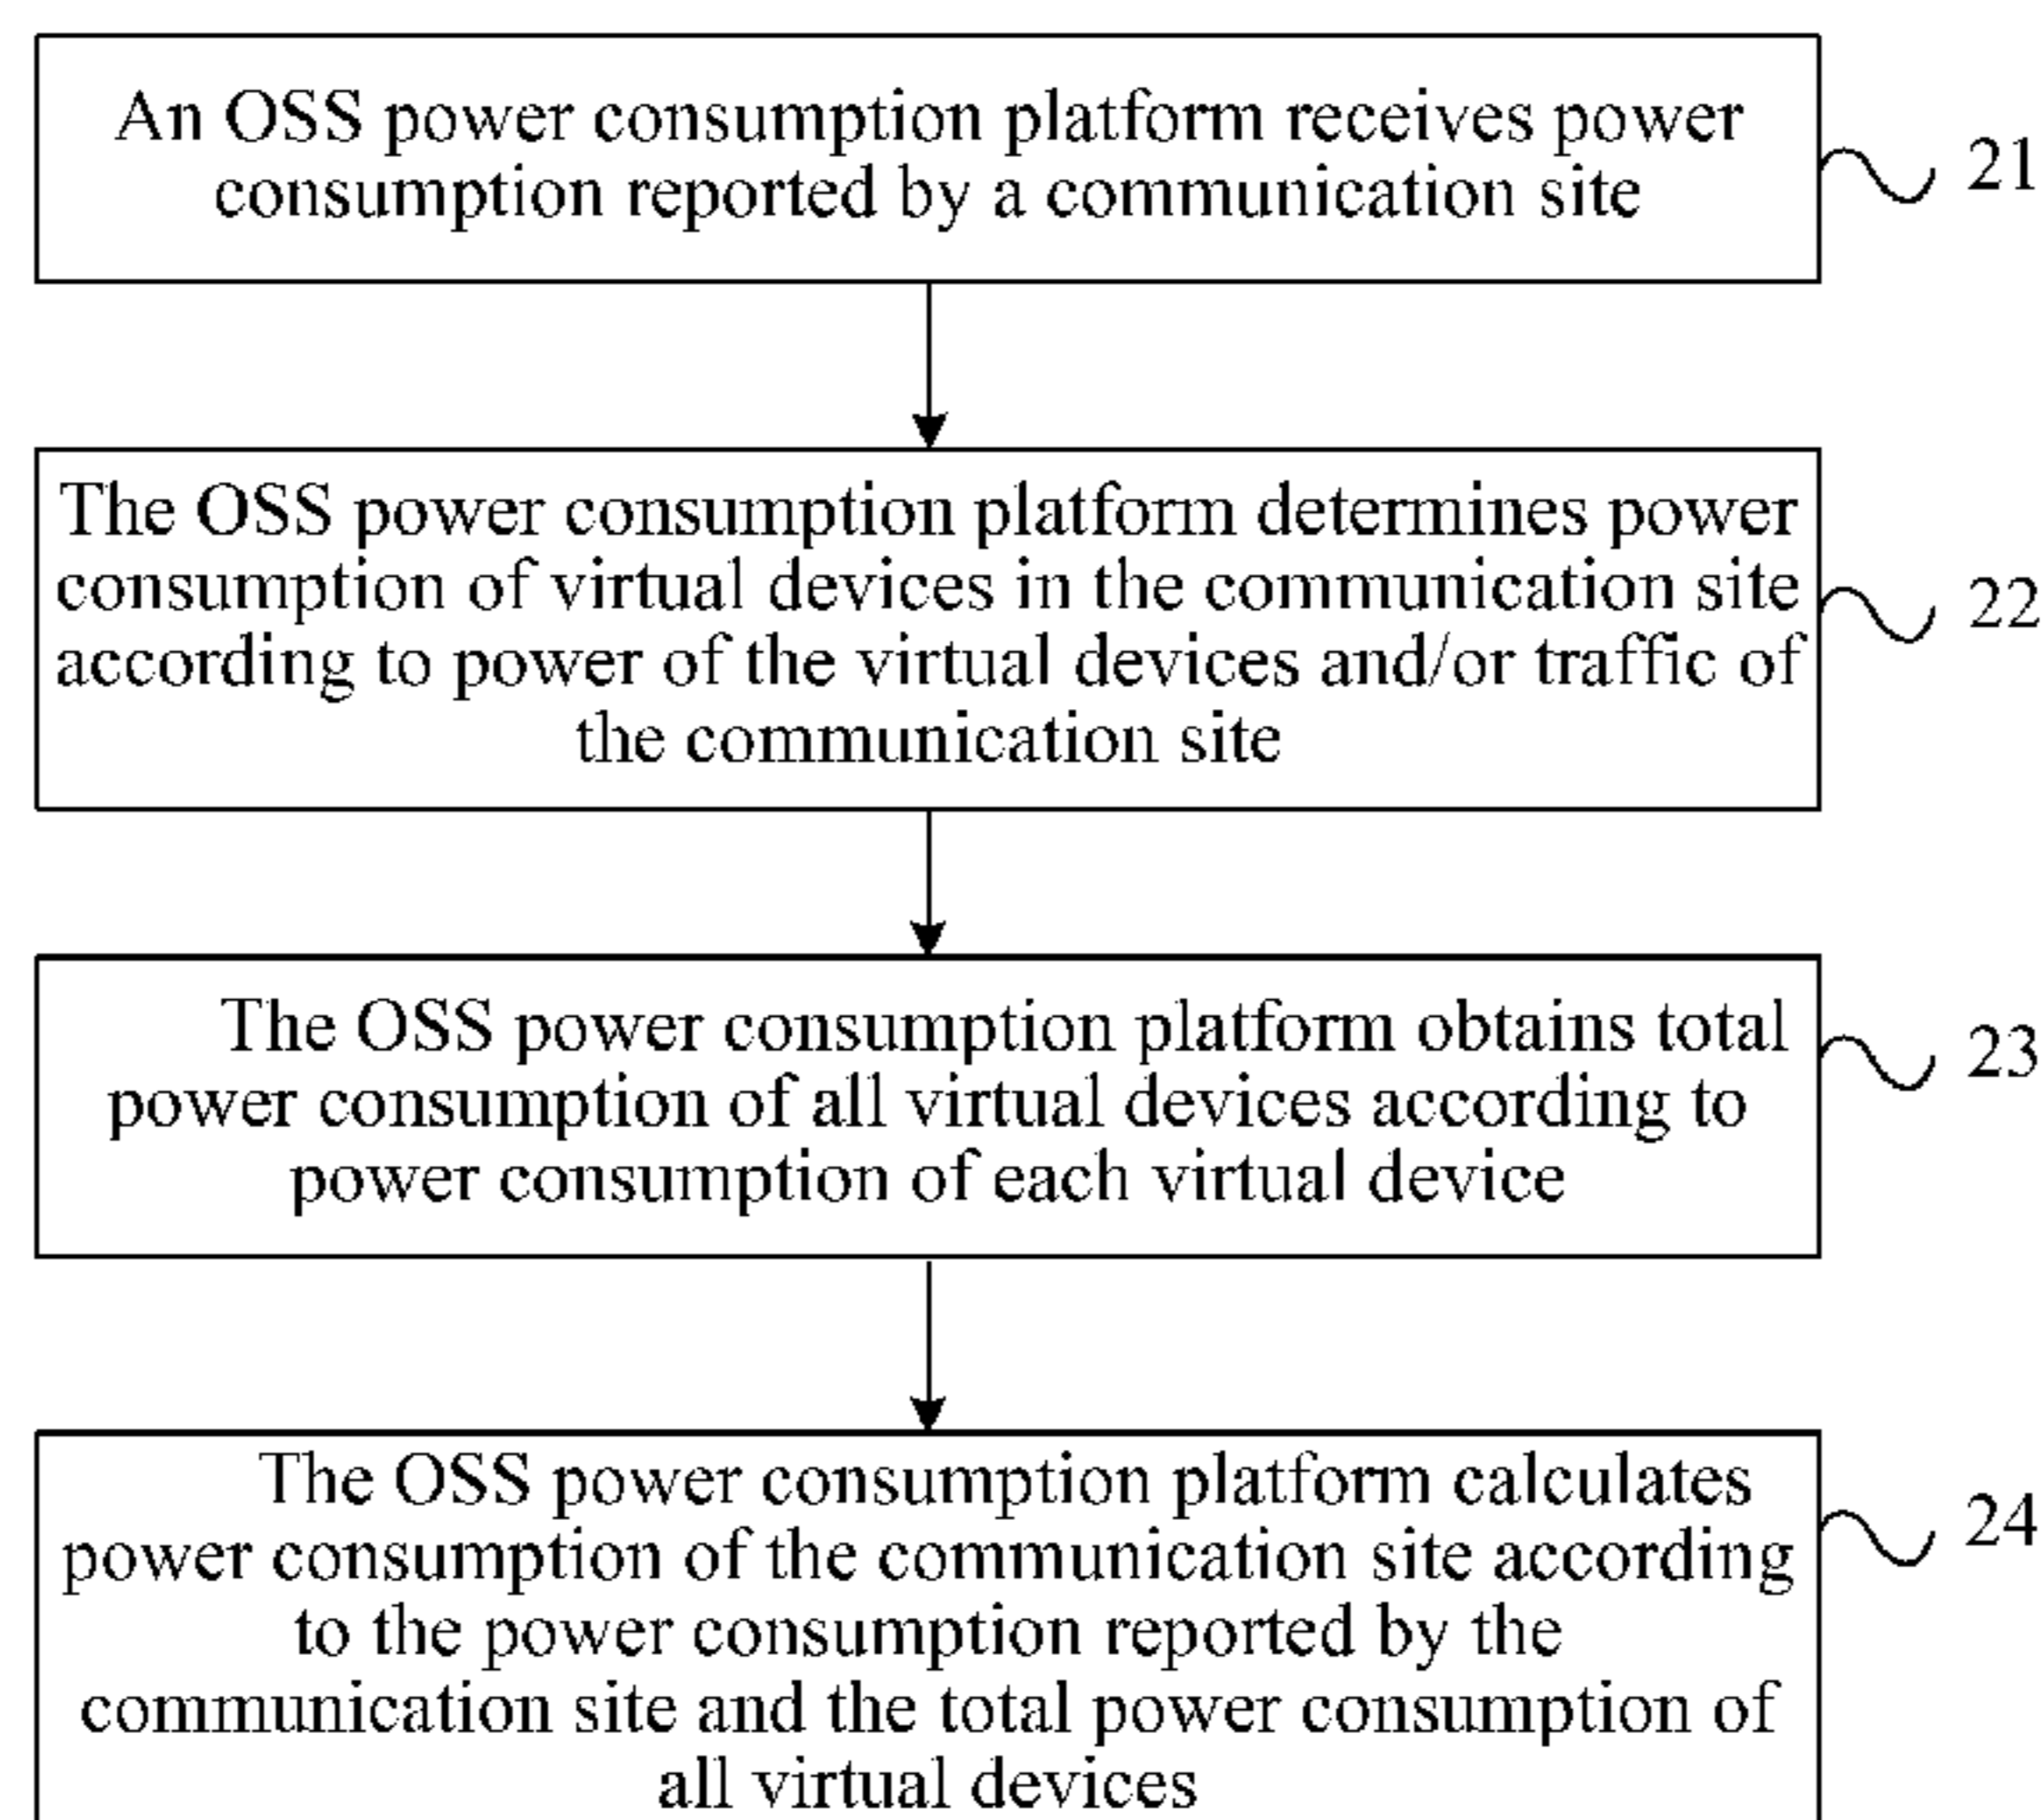 An OSS power consumption platform receives power
consumption reported by a communication site
21
The OSS power consumption platform determines power
consumption of virtual devices in the communication site
according to power of the virtual devices and/or traffic of
the communication site
22
The OSS power consumption platform obtains total
power consumption of all virtual devices according to
power consumption of each virtual device
23
The OSS power consumption platform calculates
power consumption of the communication site according
to the power consumption reported by the
communication site and the total power consumption of
all virtual devices
24